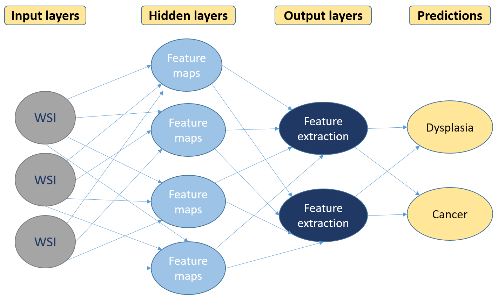 Input layers
Hidden layers
Output layers
Predictions
WSI
WSI
WSI
Feature
maps
Feature
maps
Feature
maps
Feature
maps
Feature
extraction
Feature
extraction
Dysplasia
Cancer